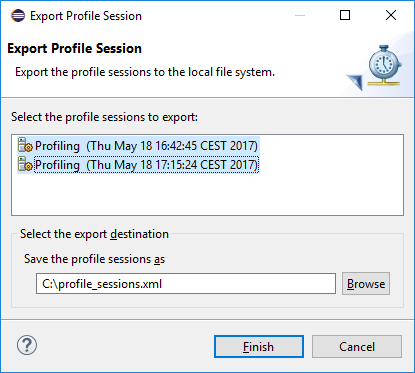 Export Profile Session
Export Profile Session
Export the profile sessions to the local file system.
Select the profile sessions to export:
Profiling (Thu May 18 16:42:45 CEST 2017)
Profiling (Thu May 18 17:15:24 CEST 2017)
Select the export destination
Save the profile sessions as
C:\profile_sessions.xml
Browse
?
Finish
Cancel